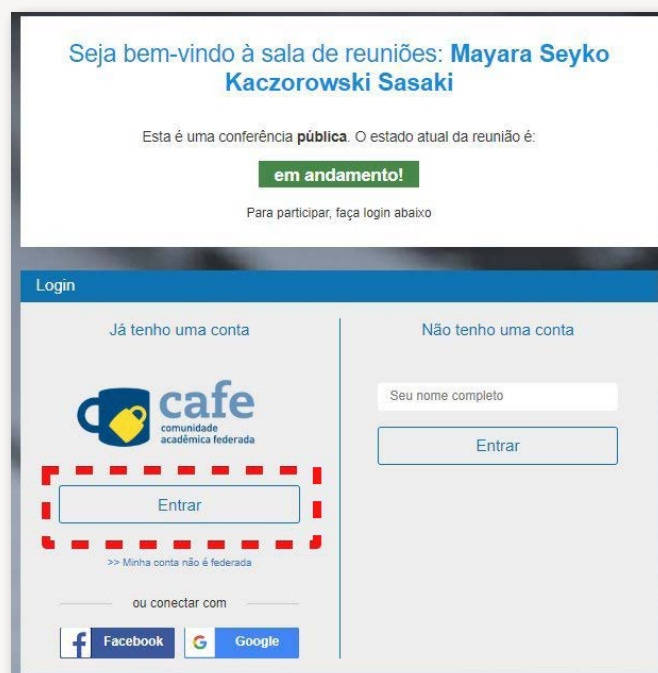 Seja bem-vindo à sala de reuniões: Mayara Seyko
Kaczorowski Sasaki
Esta é uma conferência pública. O estado atual da reunião é:
em andamento!
Para participar, faça login abaixo
Login
Já tenho uma conta
cafe
comunidade
acadêmica federada
Entrar
>> Minha conta não é federada
ou conectar com
f Facebook
G Google
Não tenho uma conta
Seu nome completo
Entrar